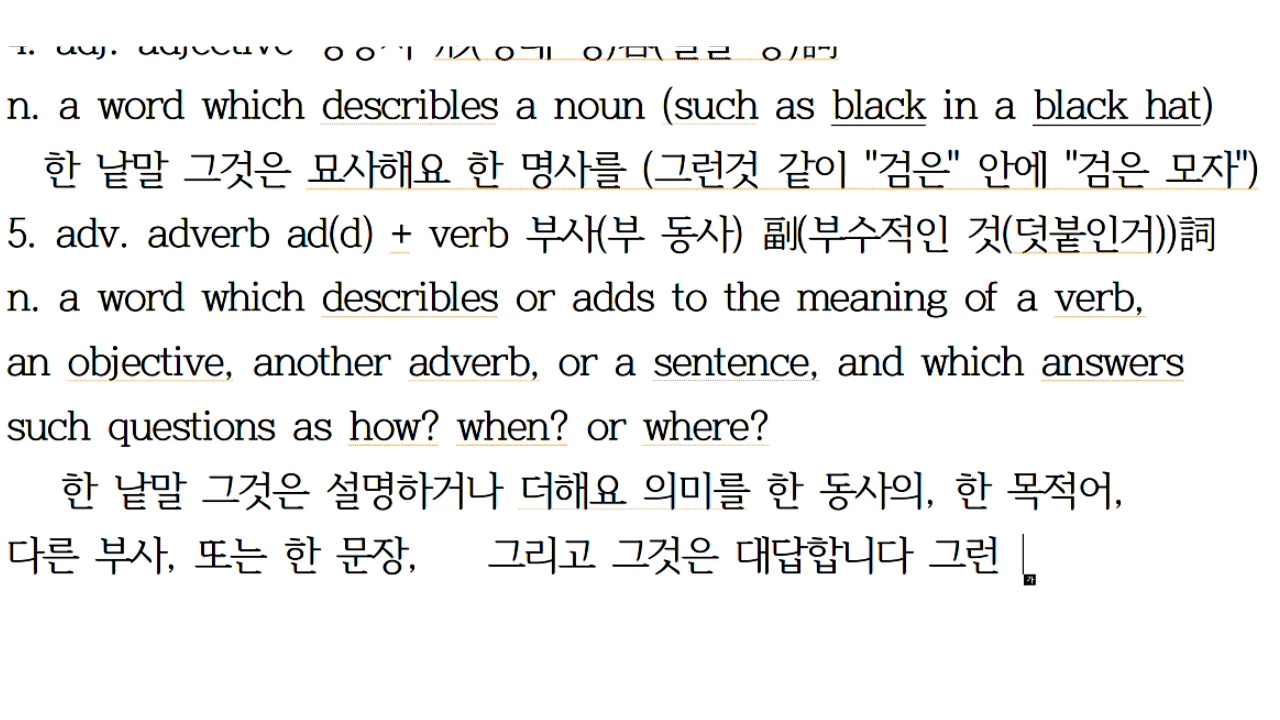 4. adj. adjective 형용사
n. a word which describles a noun (such as black in a black hat)
한 낱말 그것은 묘사해요 한 명사를 (그런것 같이 "검은" 안에 "검은 모자")
5. adv. adverb ad(d) + verb 부사(부 동사) 副(부수적인 것(덧붙인거))詞
n. a word which describles or adds to the meaning of a verb,
an objective, another adverb, or a sentence, and which answers
such questions as how? when? or where?
한 낱말 그것은 설명하거나 더해요 의미를 한 동사의, 한 목적어,
다른 부사, 또는 한 문장, 그리고 그것은 대답합니다 그런